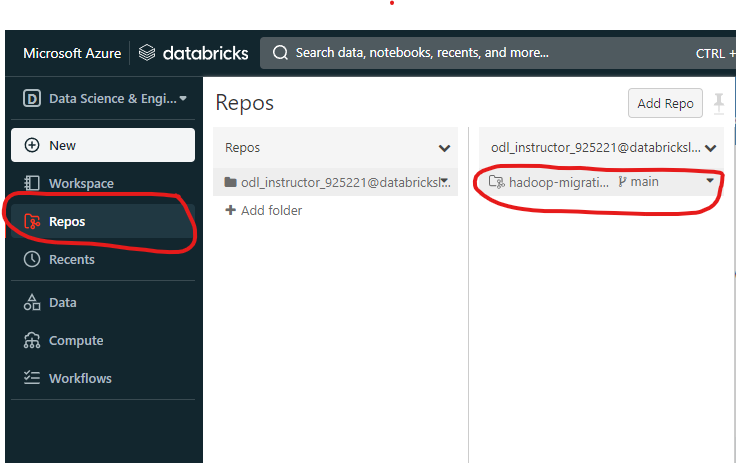 Microsoft Azure databricks Search data, notebooks, recents, and more... CTRL +
D Data Science & Engi...
New
Workspace
Repos
Recents
Data
Compute
Workflows
Repos Add Repo
Repos
odl_instructor_925221@databricksl...
Add folder
odl_instructor_925221@databricksl...
hadoop-migrati... main